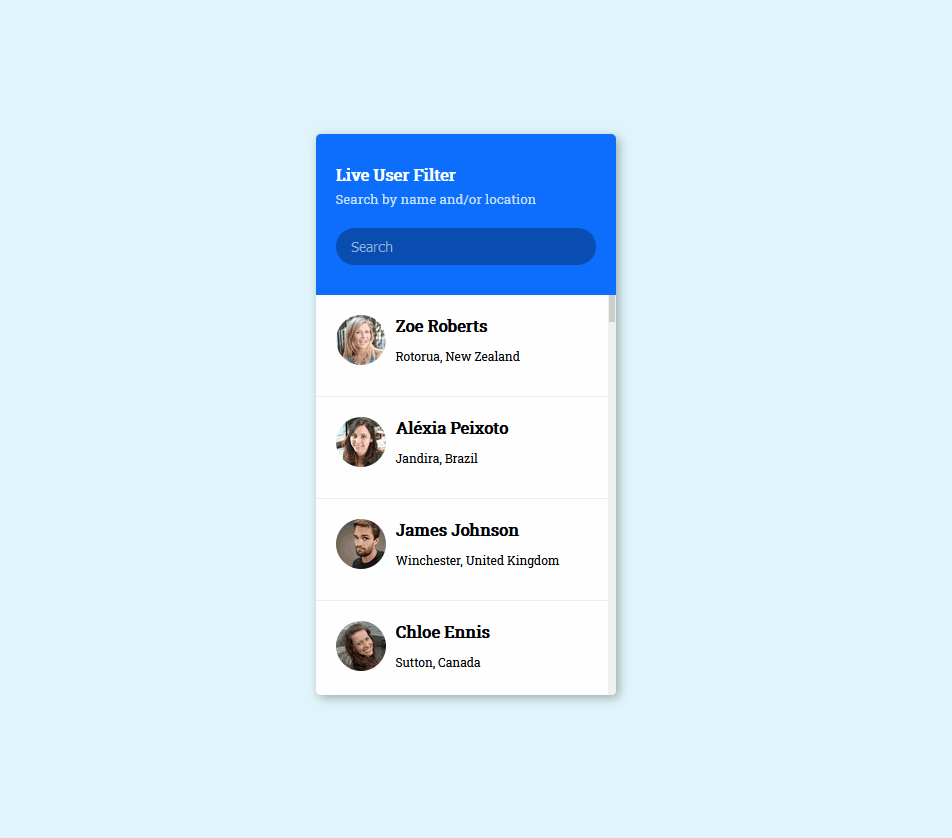 Live User Filter
Search by name and/or location
Search
Zoe Roberts
Rotorua, New Zealand
Aléxia Peixoto
Jandira, Brazil
James Johnson
Winchester, United Kingdom
Chloe Ennis
Sutton, Canada